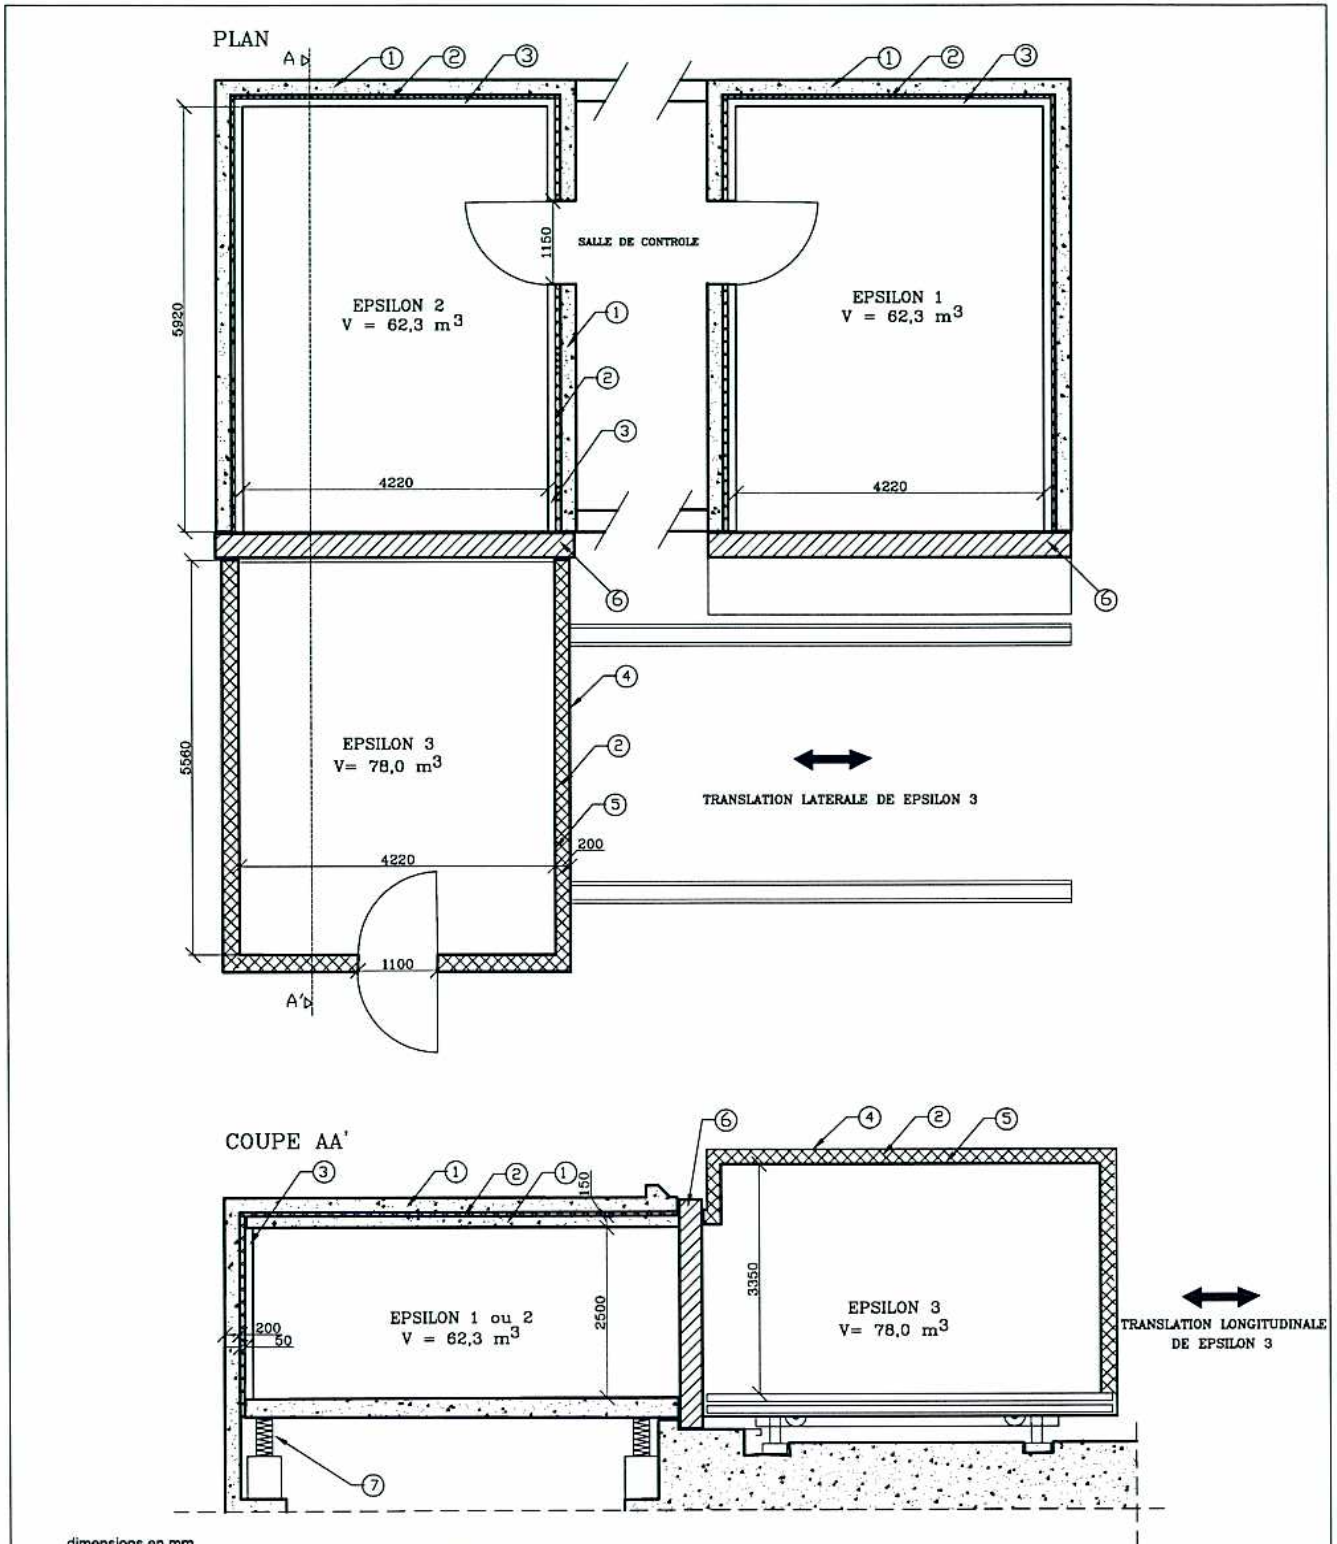 PLAN
A
1
2
3
1
2
3
5920
1150
SALLE DE CONTROLE
EPSILON 2
V = 62,3 m³
EPSILON 1
V = 62,3 m³
1
2
3
4220
4220
6
6
4
5560
EPSILON 3
V= 78,0 m³
2
5
TRANSLATION LATERALE DE EPSILON 3
200
4220
1100
A'
COUPE AA'
6
4
2
5
3
1
2
1
150
3350
2500
EPSILON 1 ou 2
V = 62,3 m³
EPSILON 3
V= 78,0 m³
200
50
TRANSLATION LONGITUDINALE
DE EPSILON 3
7
dimensions en mm